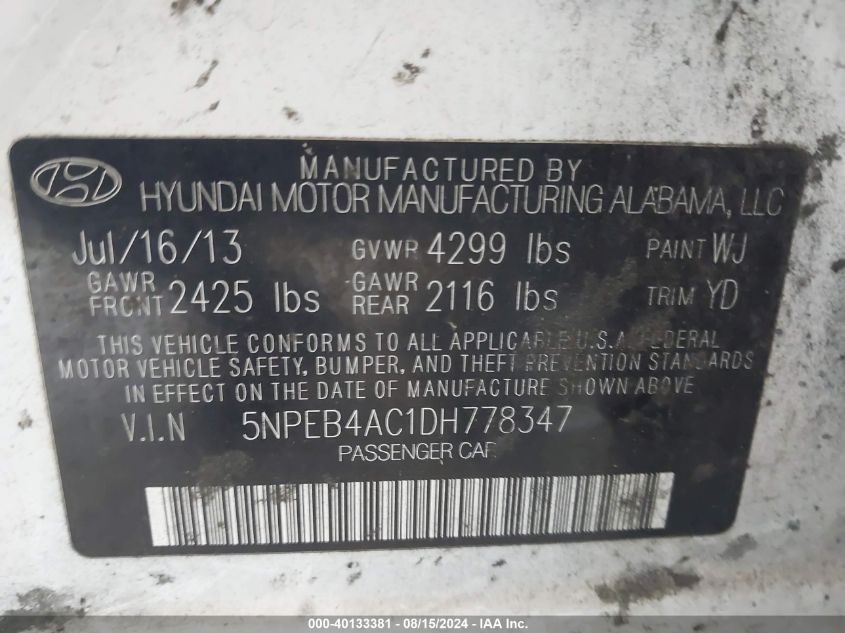 MANUFACTURED BY
HYUNDAI MOTOR MANUFACTURING ALABAMA, LLC
Jul/16/13 GVWR 4299 lbs PAINT WJ
GAWR FRONT 2425 lbs GAWR REAR 2116 lbs TRIM YD
THIS VEHICLE CONFORMS TO ALL APPLICABLE U.S.A. FEDERAL
MOTOR VEHICLE SAFETY, BUMPER, AND THEFT PREVENTION STANDARDS
IN EFFECT ON THE DATE OF MANUFACTURE SHOWN ABOVE
V.I.N 5NPEB4AC1DH778347
PASSENGER CAR
000-40133381 - 08/15/2024 - IAA Inc.